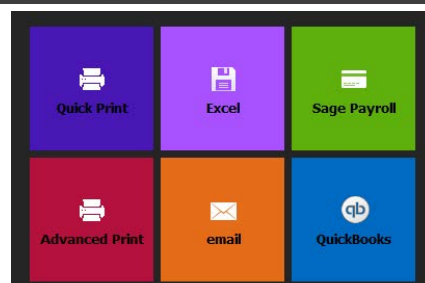 Quick Print
Excel
Sage Payroll
Advanced Print
email
qb
QuickBooks